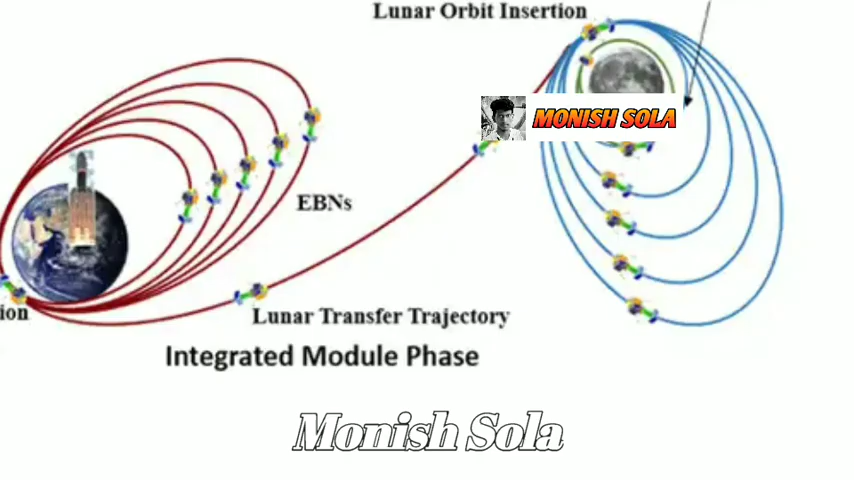 Lunar Orbit Insertion
MONISH SOLA
EBNs
ion
Lunar Transfer Trajectory
Integrated Module Phase
Monish Sola